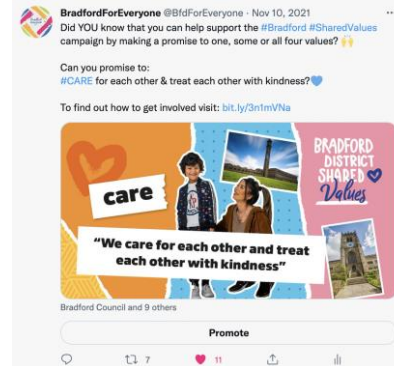 BradfordForEveryone @BfdForEveryone · Nov 10, 2021
Did YOU know that you can help support the #Bradford #SharedValues
campaign by making a promise to one, some or all four values? 🙌
Can you promise to:
#CARE for each other & treat each other with kindness?💙
To find out how to get involved visit: bit.ly/3n1mVNa
care
BRADFORD
DISTRICT
SHARED
Values
"We care for each other and treat
each other with kindness"
Bradford Council and 9 others
Promote
7
11